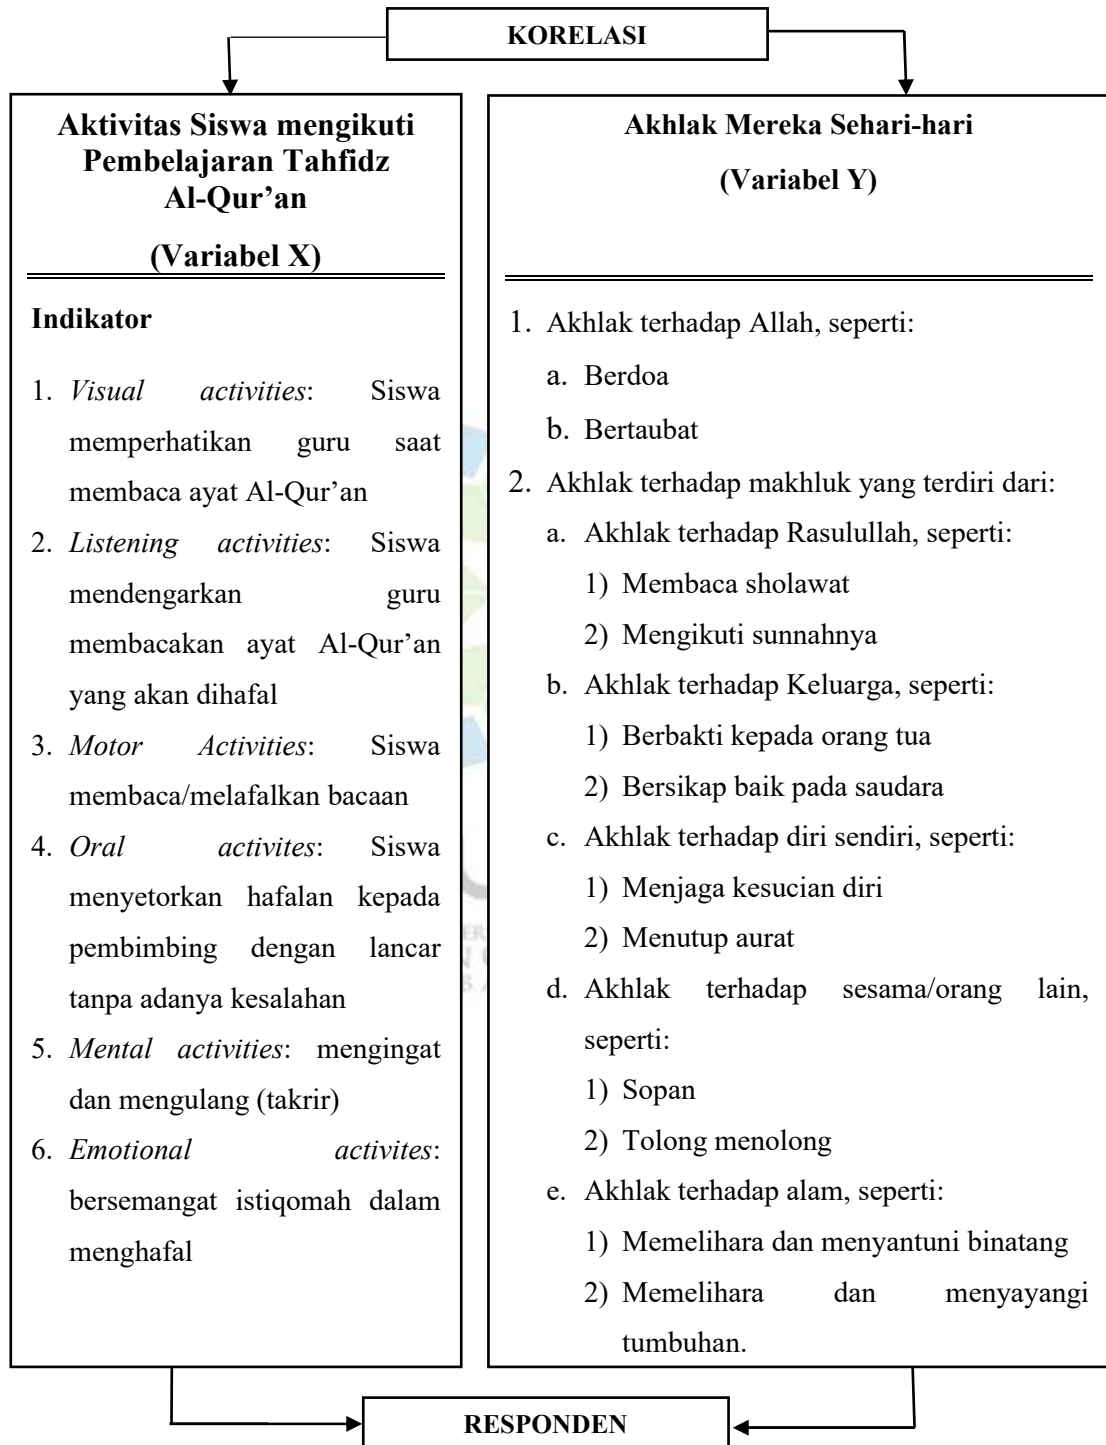 KORELASI
Aktivitas Siswa mengikuti
Pembelajaran Tahfidz
Al-Qur’an
(Variabel X)
Indikator
1. Visual activities: Siswa
memperhatikan guru saat
membaca ayat Al-Qur’an
2. Listening activities: Siswa
mendengarkan guru
membacakan ayat Al-Qur’an
yang akan dihafal
3. Motor Activities: Siswa
membaca/melafalkan bacaan
4. Oral activites: Siswa
menyetorkan hafalan kepada
pembimbing dengan lancar
tanpa adanya kesalahan
5. Mental activities: mengingat
dan mengulang (takrir)
6. Emotional activites:
bersemangat istiqomah dalam
menghafal
Akhlak Mereka Sehari-hari
(Variabel Y)
1. Akhlak terhadap Allah, seperti:
a. Berdoa
b. Bertaubat
2. Akhlak terhadap makhluk yang terdiri dari:
a. Akhlak terhadap Rasulullah, seperti:
1) Membaca sholawat
2) Mengikuti sunnahnya
b. Akhlak terhadap Keluarga, seperti:
1) Berbakti kepada orang tua
2) Bersikap baik pada saudara
c. Akhlak terhadap diri sendiri, seperti:
1) Menjaga kesucian diri
2) Menutup aurat
d. Akhlak terhadap sesama/orang lain,
seperti:
1) Sopan
2) Tolong menolong
e. Akhlak terhadap alam, seperti:
1) Memelihara dan menyantuni binatang
2) Memelihara dan menyayangi
tumbuhan.
RESPONDEN